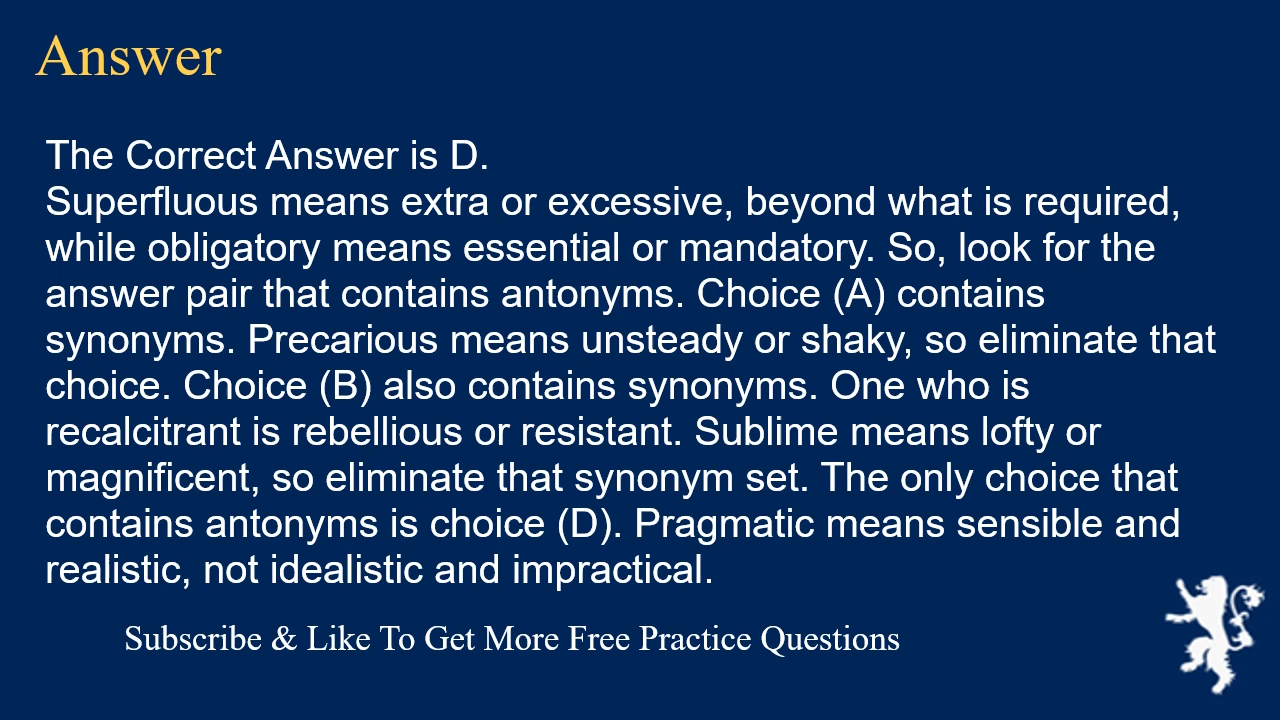 Answer
The Correct Answer is D.
Superfluous means extra or excessive, beyond what is required,
while obligatory means essential or mandatory. So, look for the
answer pair that contains antonyms. Choice (A) contains
synonyms. Precarious means unsteady or shaky, so eliminate that
choice. Choice (B) also contains synonyms. One who is
recalcitrant is rebellious or resistant. Sublime means lofty or
magnificent, so eliminate that synonym set. The only choice that
contains antonyms is choice (D). Pragmatic means sensible and
realistic, not idealistic and impractical.
Subscribe & Like To Get More Free Practice Questions